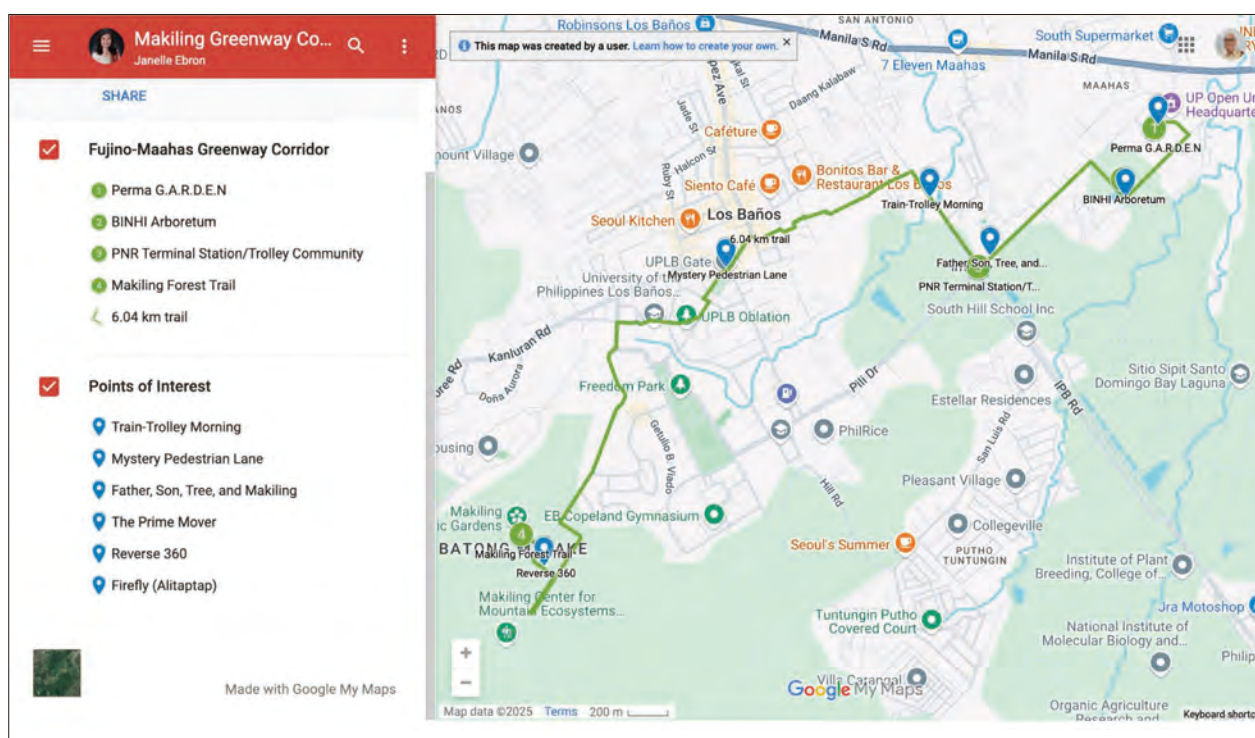 Makiling Greenway Co...
Janelle Ebron
SHARE
Fujino-Maahas Greenway Corridor
1 Perma G.A.R.D.E.N
2 BINHI Arboretum
3 PNR Terminal Station/Trolley Community
4 Makiling Forest Trail
6.04 km trail
Points of Interest
Train-Trolley Morning
Mystery Pedestrian Lane
Father, Son, Tree, and Makiling
The Prime Mover
Reverse 360
Firefly (Alitaptap)
Made with Google My Maps
Robinsons Los Baños
SAN ANTONIO
Manila S Rd
South Supermarket
This map was created by a user. Learn how to create your own.
7 Eleven Maahas
Manila S Rd
MAAHAS
Daang Kalabaw
UP Open Un
Headquarte
Jade St
Caféture
Perma G.A.R.D.E.N
Halcon St
Ruby St
Bonitos Bar &
Restaurant Los Baños
Siento Café
Train-Trolley Morning
BINHI Arboretum
Seoul Kitchen
Los Baños
6.04 km trail
UPLB Gate
Mystery Pedestrian Lane
Father, Son, Tree, and...
University of the
Philippines Los Baños...
PNR Terminal Station/T...
South Hill School Inc
UPLB Oblation
Kanluran Rd
Doña Aurora
Freedom Park
Pili Dr
Sitio Sipit Santo
Domingo Bay Laguna
IPB Rd
Estellar Residences
PhilRice
Getulio B. Viado
San Luis Rd
Hill Rd
Pleasant Village
Makiling
EB Copeland Gymnasium
4
Makiling Forest Trail
Collegeville
Seoul's Summer
PUTHO
TUNTUNGIN
Reverse 360
Institute of Plant
Breeding, College of...
Makiling Center for
Mountain Ecosystems...
Jra Motoshop
Tuntungin Putho
Covered Court
National Institute of
Molecular Biology and...
+
−
Villa Carangal
Google My Maps
Organic Agriculture
Research and
Map data ©2025 Terms 200 m
Keyboard shortc